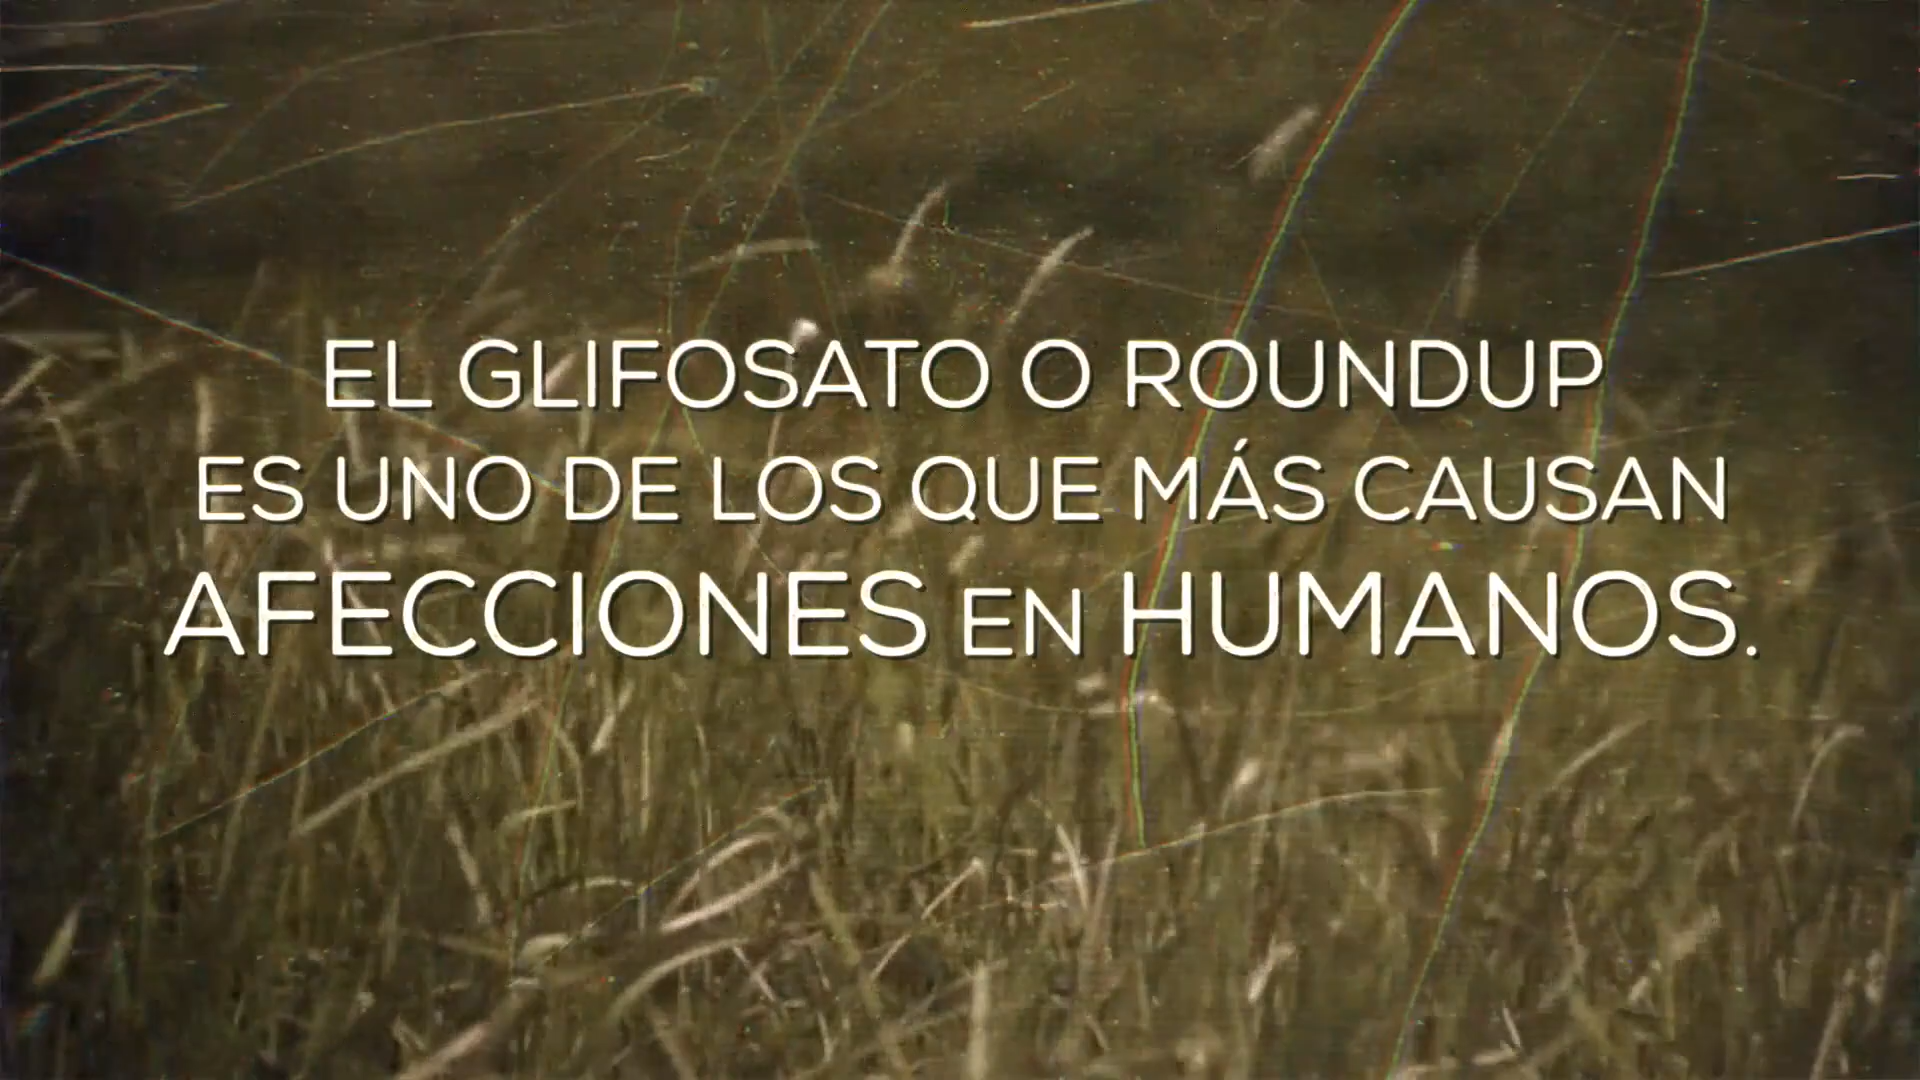 EL GLIFOSATO O ROUNDUP
ES UNO DE LOS QUE MÁS CAUSAN
AFECCIONES EN HUMANOS.